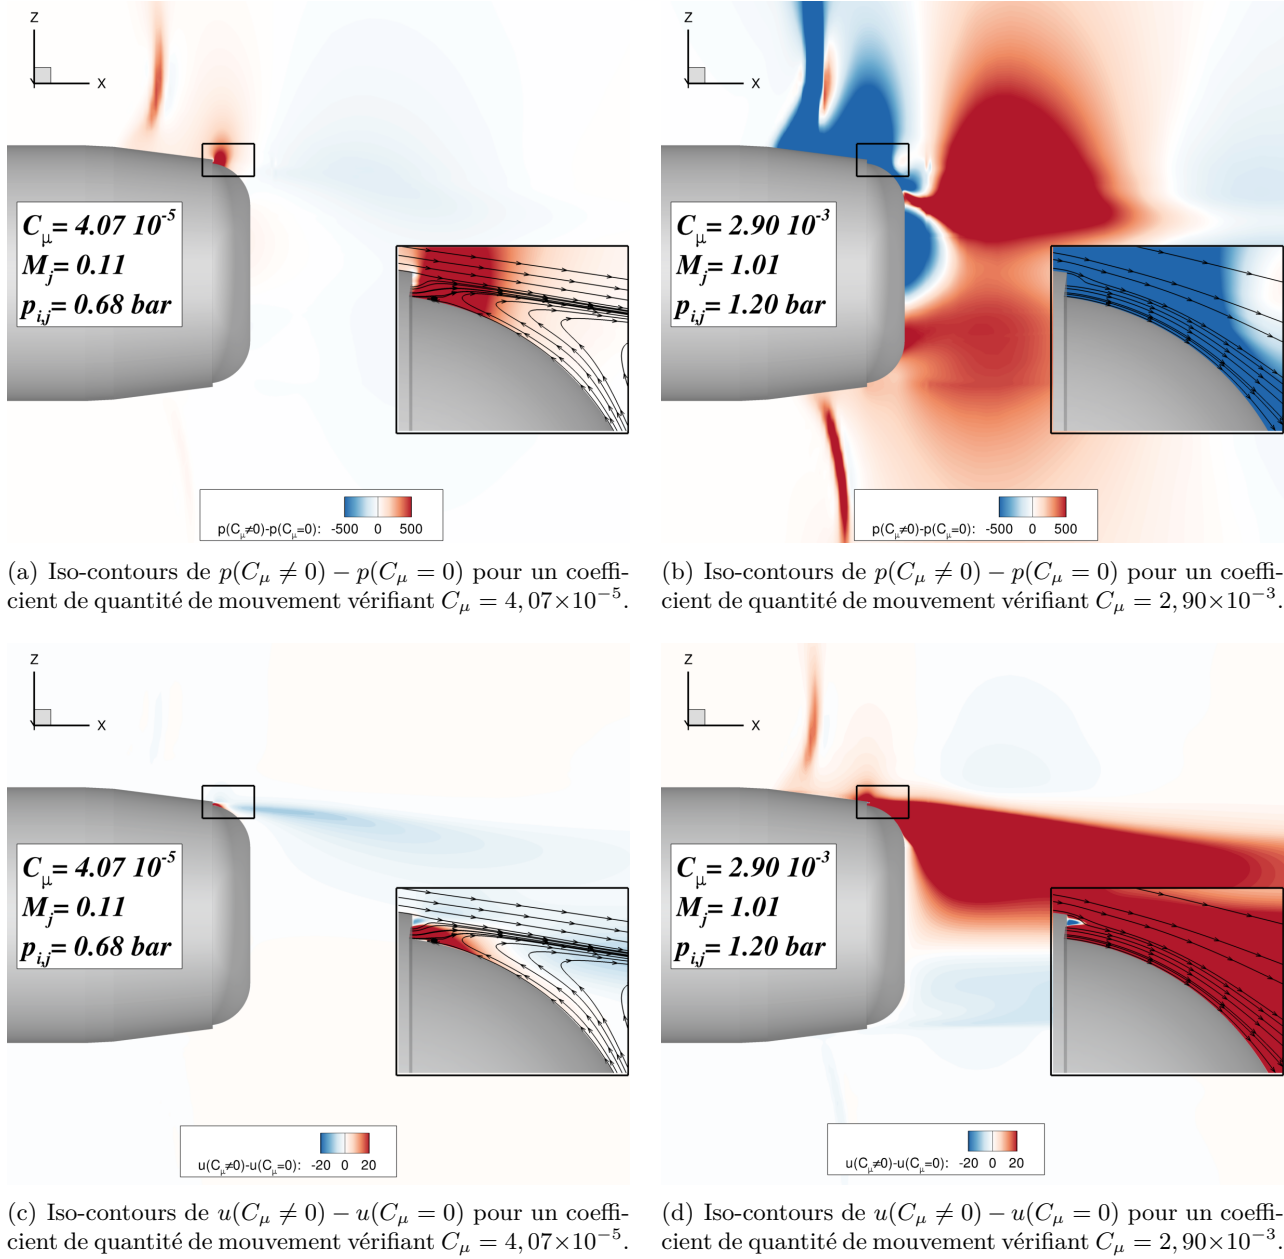 Z
X
Y
C_μ = 4.07 10^-5
M_j = 0.11
p_i,j = 0.68 bar
p(C_μ≠0)-p(C_μ=0): -500 0 500
Z
X
Y
C_μ = 2.90 10^-3
M_j = 1.01
p_i,j = 1.20 bar
p(C_μ≠0)-p(C_μ=0): -500 0 500
(a) Iso-contours de p(C_μ ≠ 0) − p(C_μ = 0) pour un coeffi-
cient de quantité de mouvement vérifiant C_μ = 4, 07×10^−5.
(b) Iso-contours de p(C_μ ≠ 0) − p(C_μ = 0) pour un coeffi-
cient de quantité de mouvement vérifiant C_μ = 2, 90×10^−3.
Z
X
Y
C_μ = 4.07 10^-5
M_j = 0.11
p_i,j = 0.68 bar
u(C_μ≠0)-u(C_μ=0): -20 0 20
Z
X
Y
C_μ = 2.90 10^-3
M_j = 1.01
p_i,j = 1.20 bar
u(C_μ≠0)-u(C_μ=0): -20 0 20
(c) Iso-contours de u(C_μ ≠ 0) − u(C_μ = 0) pour un coeffi-
cient de quantité de mouvement vérifiant C_μ = 4, 07×10^−5.
(d) Iso-contours de u(C_μ ≠ 0) − u(C_μ = 0) pour un coeffi-
cient de quantité de mouvement vérifiant C_μ = 2, 90×10^−3.